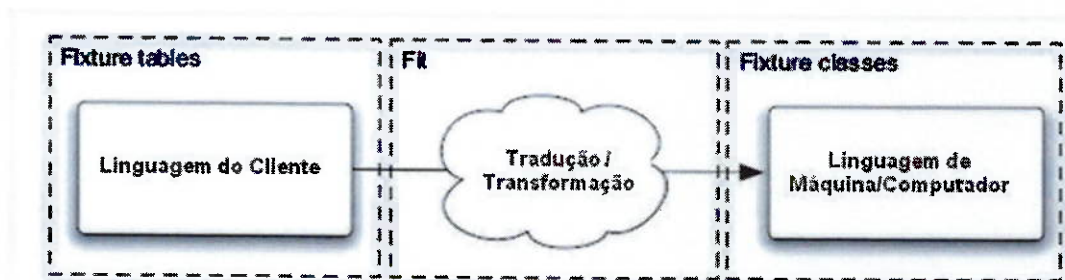 Fixture tables
Fit
Fixture classes
Linguagem do Cliente
Tradução /
Transformação
Linguagem de
Máquina/Computador